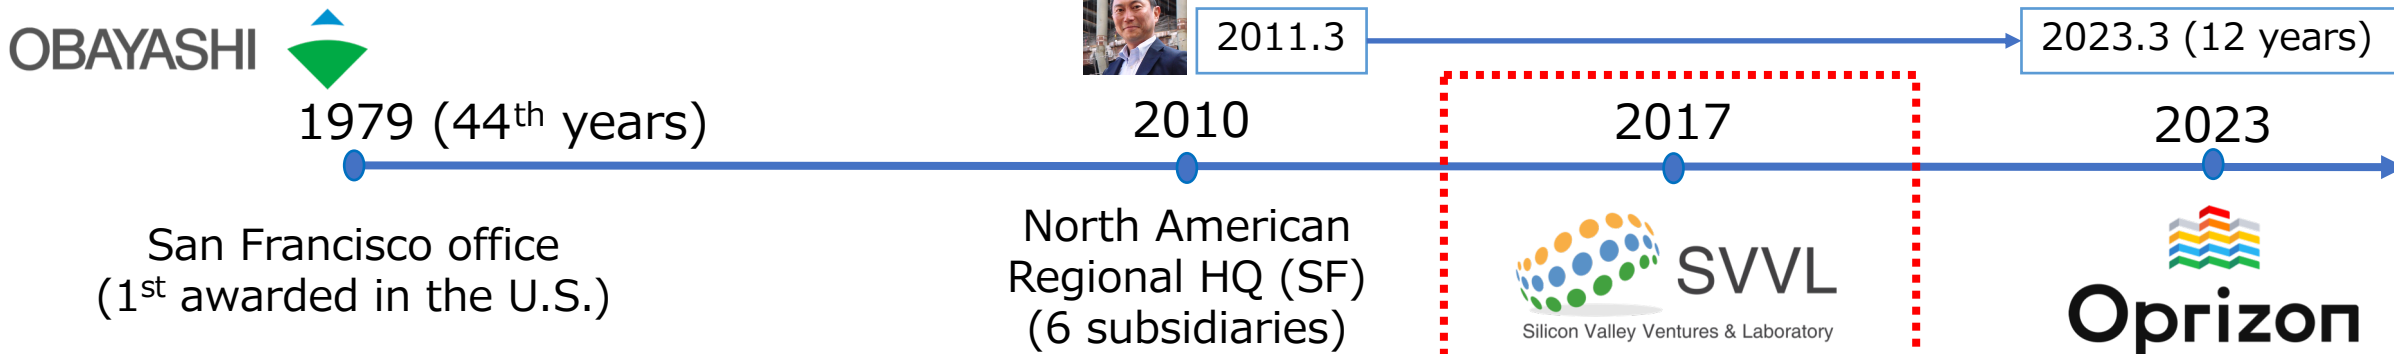 OBAYASHI
2011.3
2023.3 (12 years)
1979 (44th years)
2010
2017
2023
San Francisco office
(1st awarded in the U.S.)
North American
Regional HQ (SF)
(6 subsidiaries)
SVVL
Silicon Valley Ventures & Laboratory
Oprizon